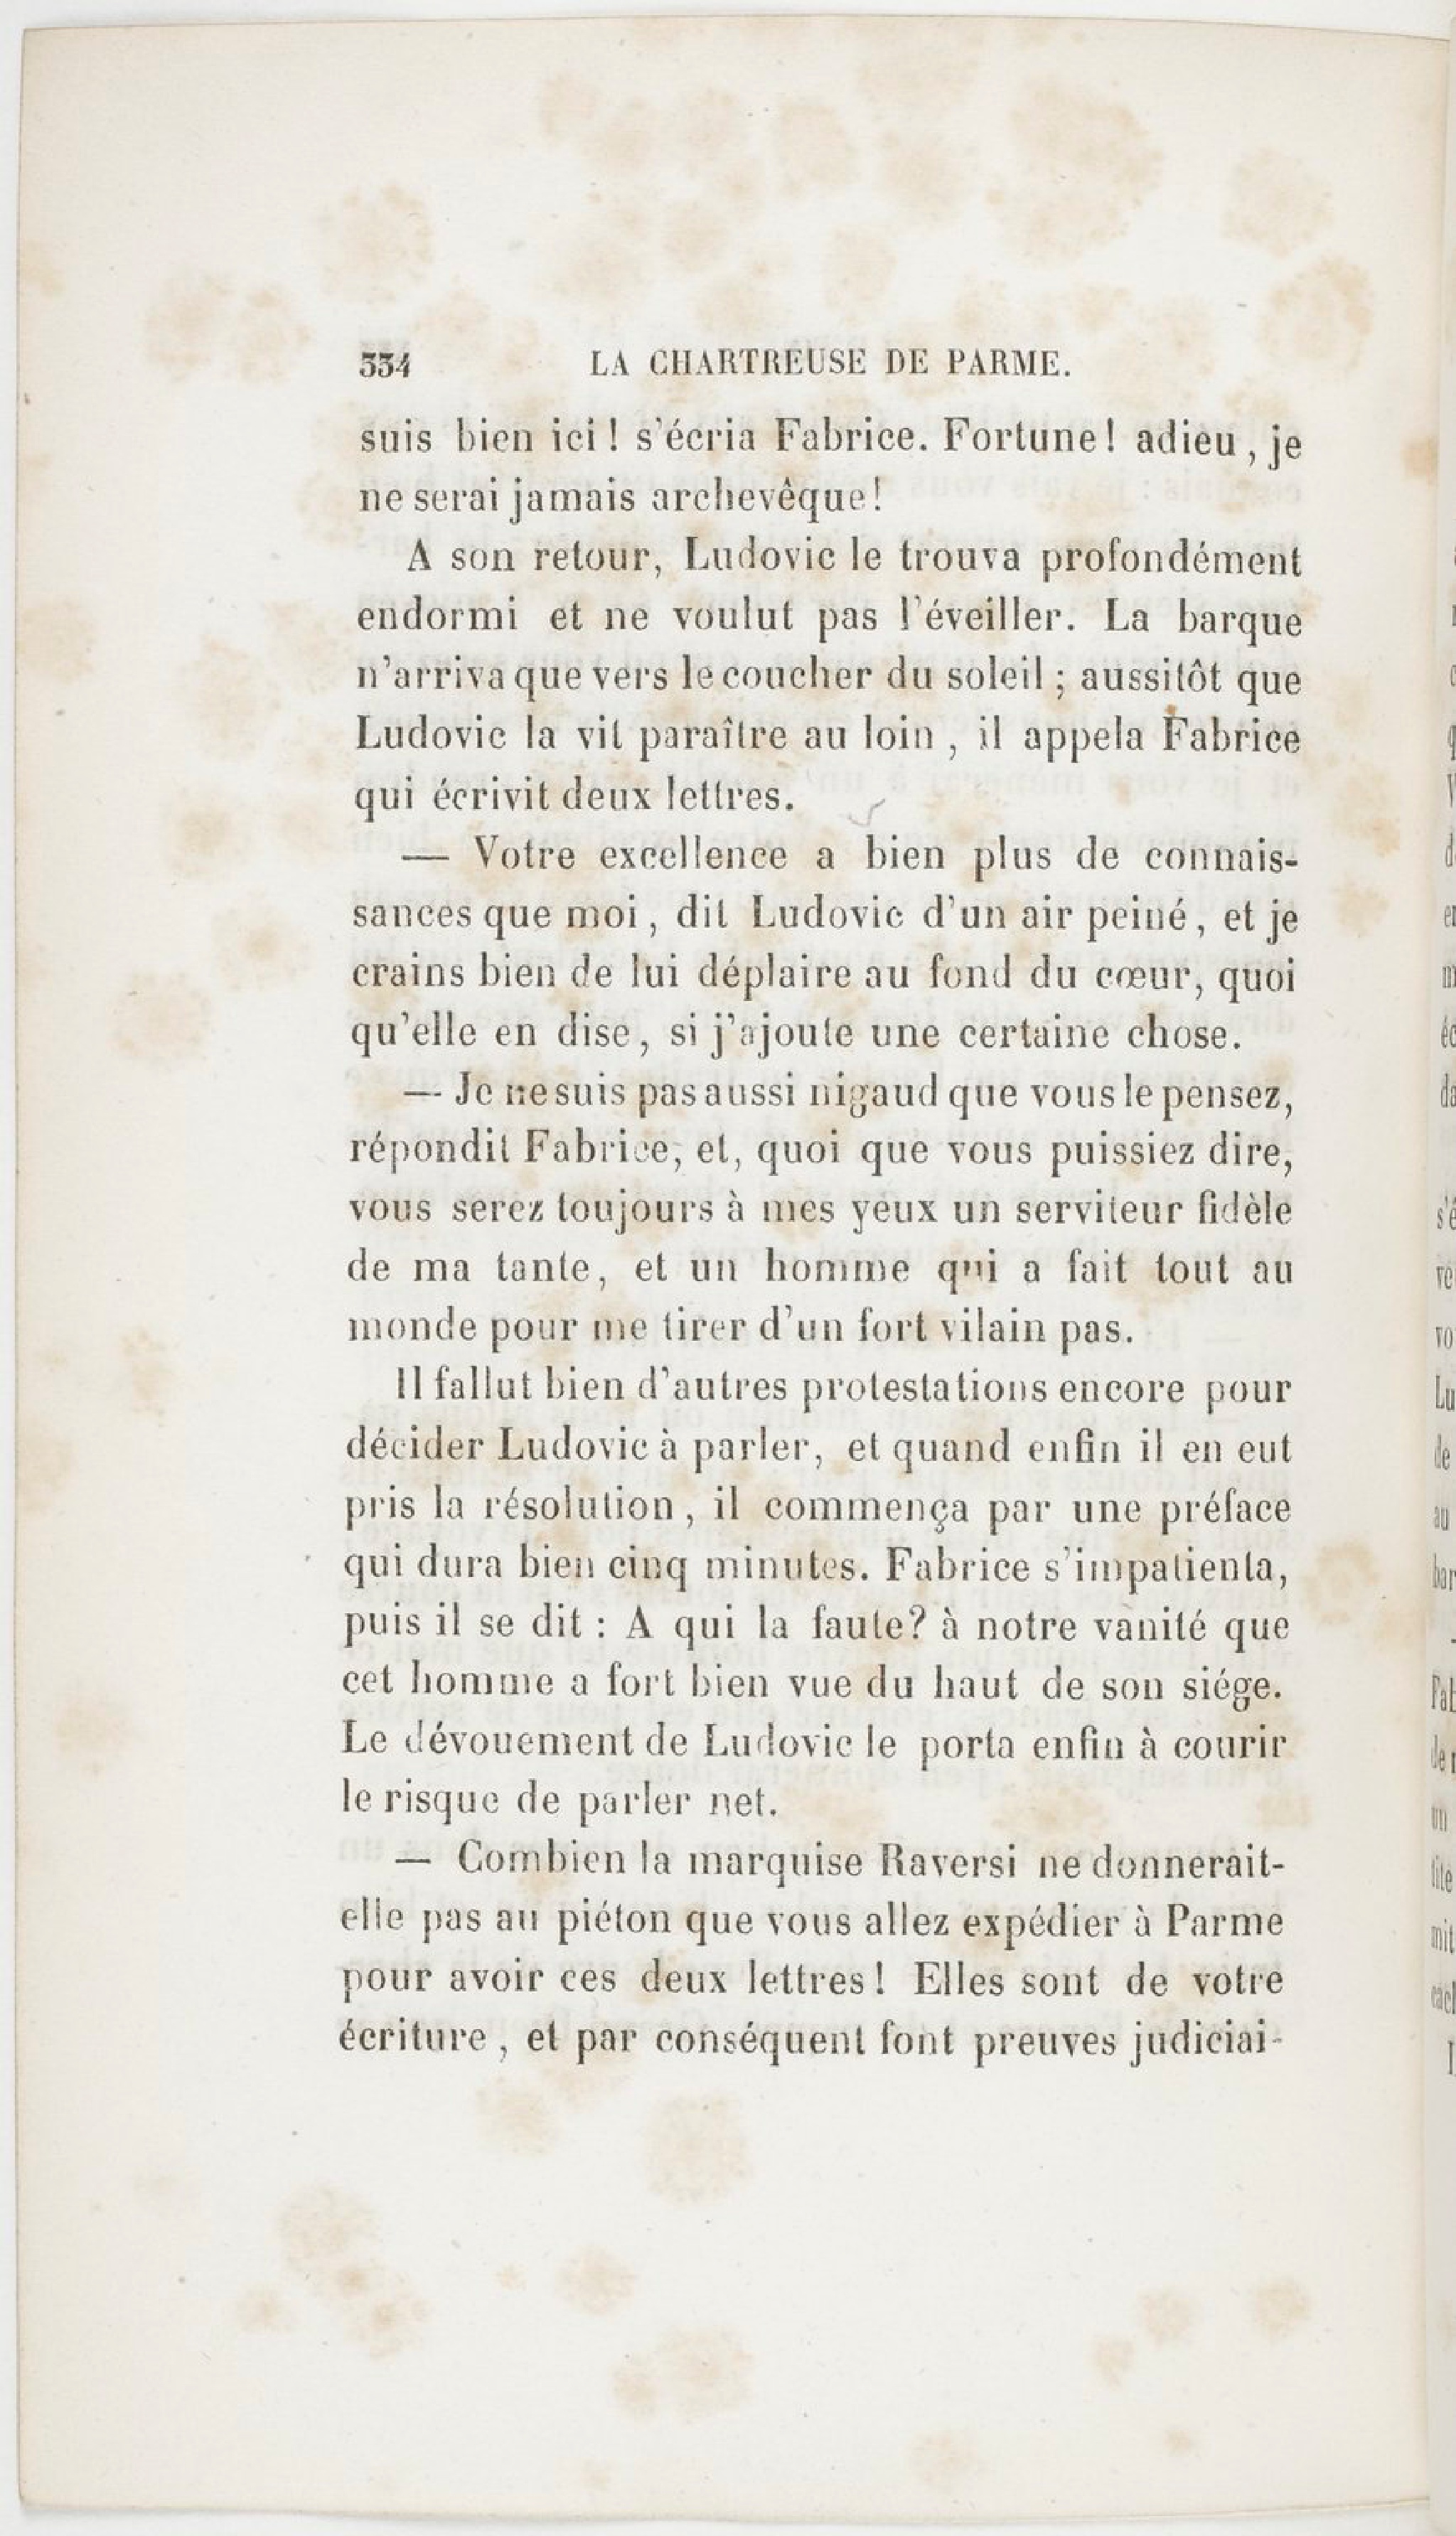 334 LA CHARTREUSE DE PARME.
suis bien ici ! s'écria Fabrice. Fortune ! adieu , je
ne serai jamais archevêque !
A son retour, Ludovic le trouva profondément
endormi et ne voulut pas l'éveiller. La barque
n'arriva que vers le coucher du soleil ; aussitôt que
Ludovic la vit paraître au loin , il appela Fabrice
qui écrivit deux lettres.
— Votre excellence a bien plus de connais-
sances que moi , dit Ludovic d'un air peiné , et je
crains bien de lui déplaire au fond du cœur, quoi
qu'elle en dise , si j'ajoute une certaine chose.
— Je ne suis pas aussi nigaud que vous le pensez,
répondit Fabrice, et, quoi que vous puissiez dire,
vous serez toujours à mes yeux un serviteur fidèle
de ma tante, et un homme qui a fait tout au
monde pour me tirer d'un fort vilain pas.
Il fallut bien d'autres protestations encore pour
décider Ludovic à parler, et quand enfin il en eut
pris la résolution , il commença par une préface
qui dura bien cinq minutes. Fabrice s'impatienta,
puis il se dit : A qui la faute? à notre vanité que
cet homme a fort bien vue du haut de son siége.
Le dévouement de Ludovic le porta enfin à courir
le risque de parler net.
— Combien la marquise Raversi ne donnerait-
elle pas au piéton que vous allez expédier à Parme
pour avoir ces deux lettres ! Elles sont de votre
écriture , et par conséquent font preuves judiciai-